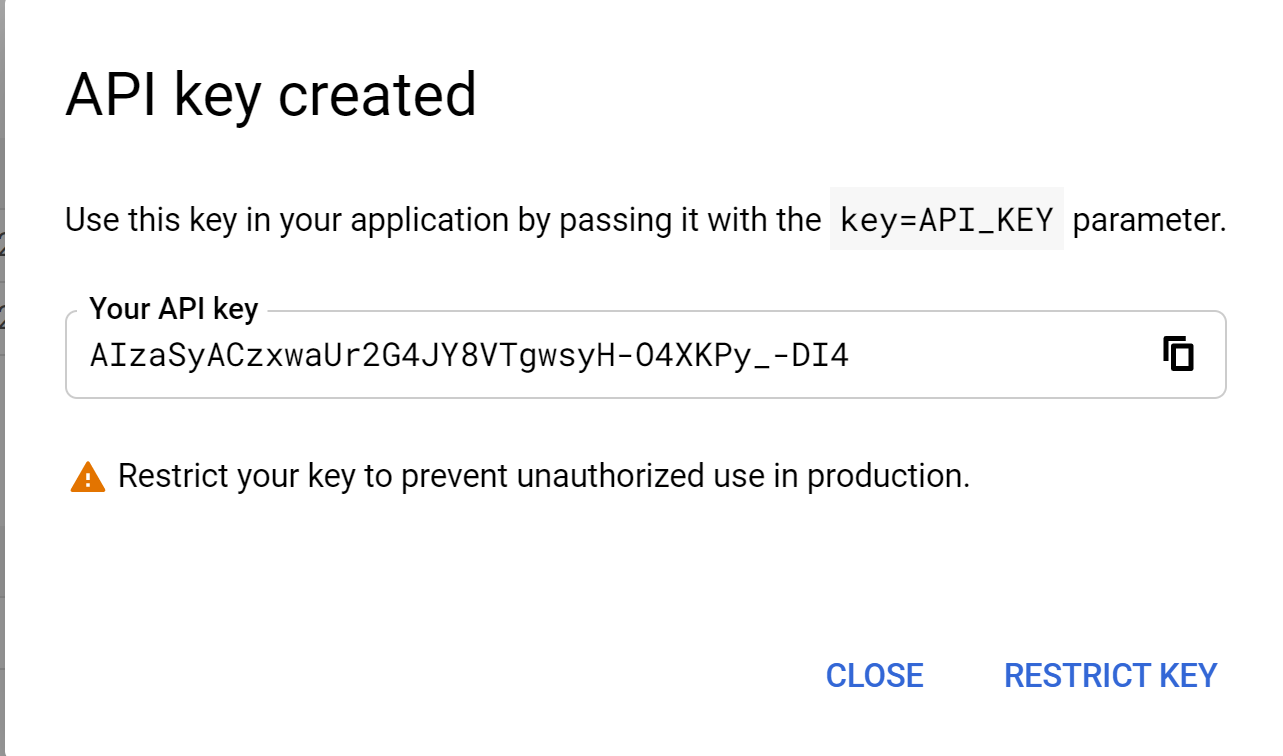 API key created
Use this key in your application by passing it with the key=API_KEY parameter.
Your API key
AIzaSyACzxwaUr2G4JY8VTgwsyH-O4XKPy_-DI4
Restrict your key to prevent unauthorized use in production.
CLOSE RESTRICT KEY